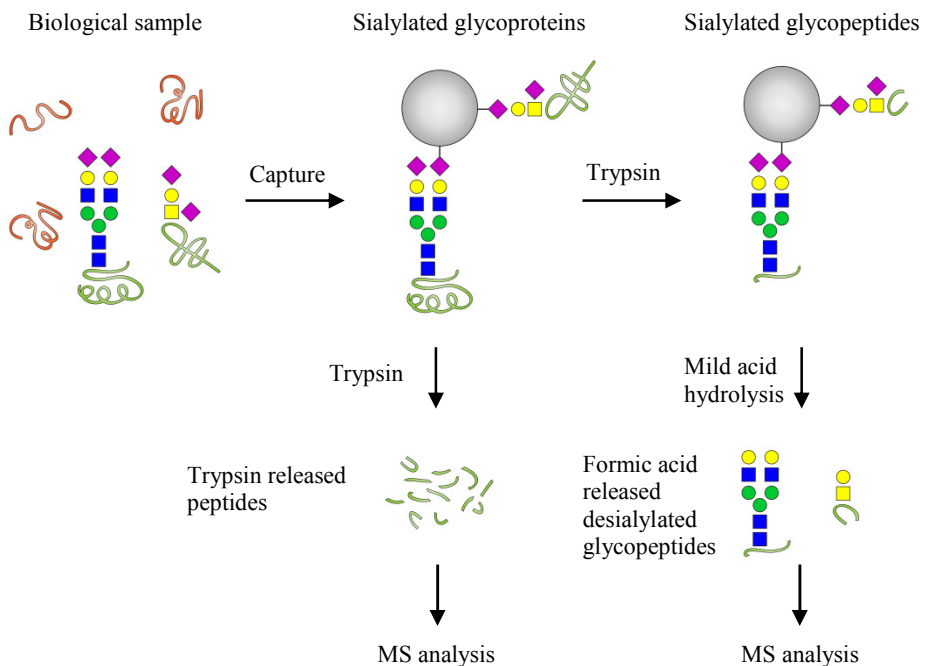 Biological sample
Sialylated glycoproteins
Sialylated glycopeptides
Capture
Trypsin
Trypsin
Mild acid
hydrolysis
Trypsin released
peptides
Formic acid
released
desialylated
glycopeptides
MS analysis
MS analysis